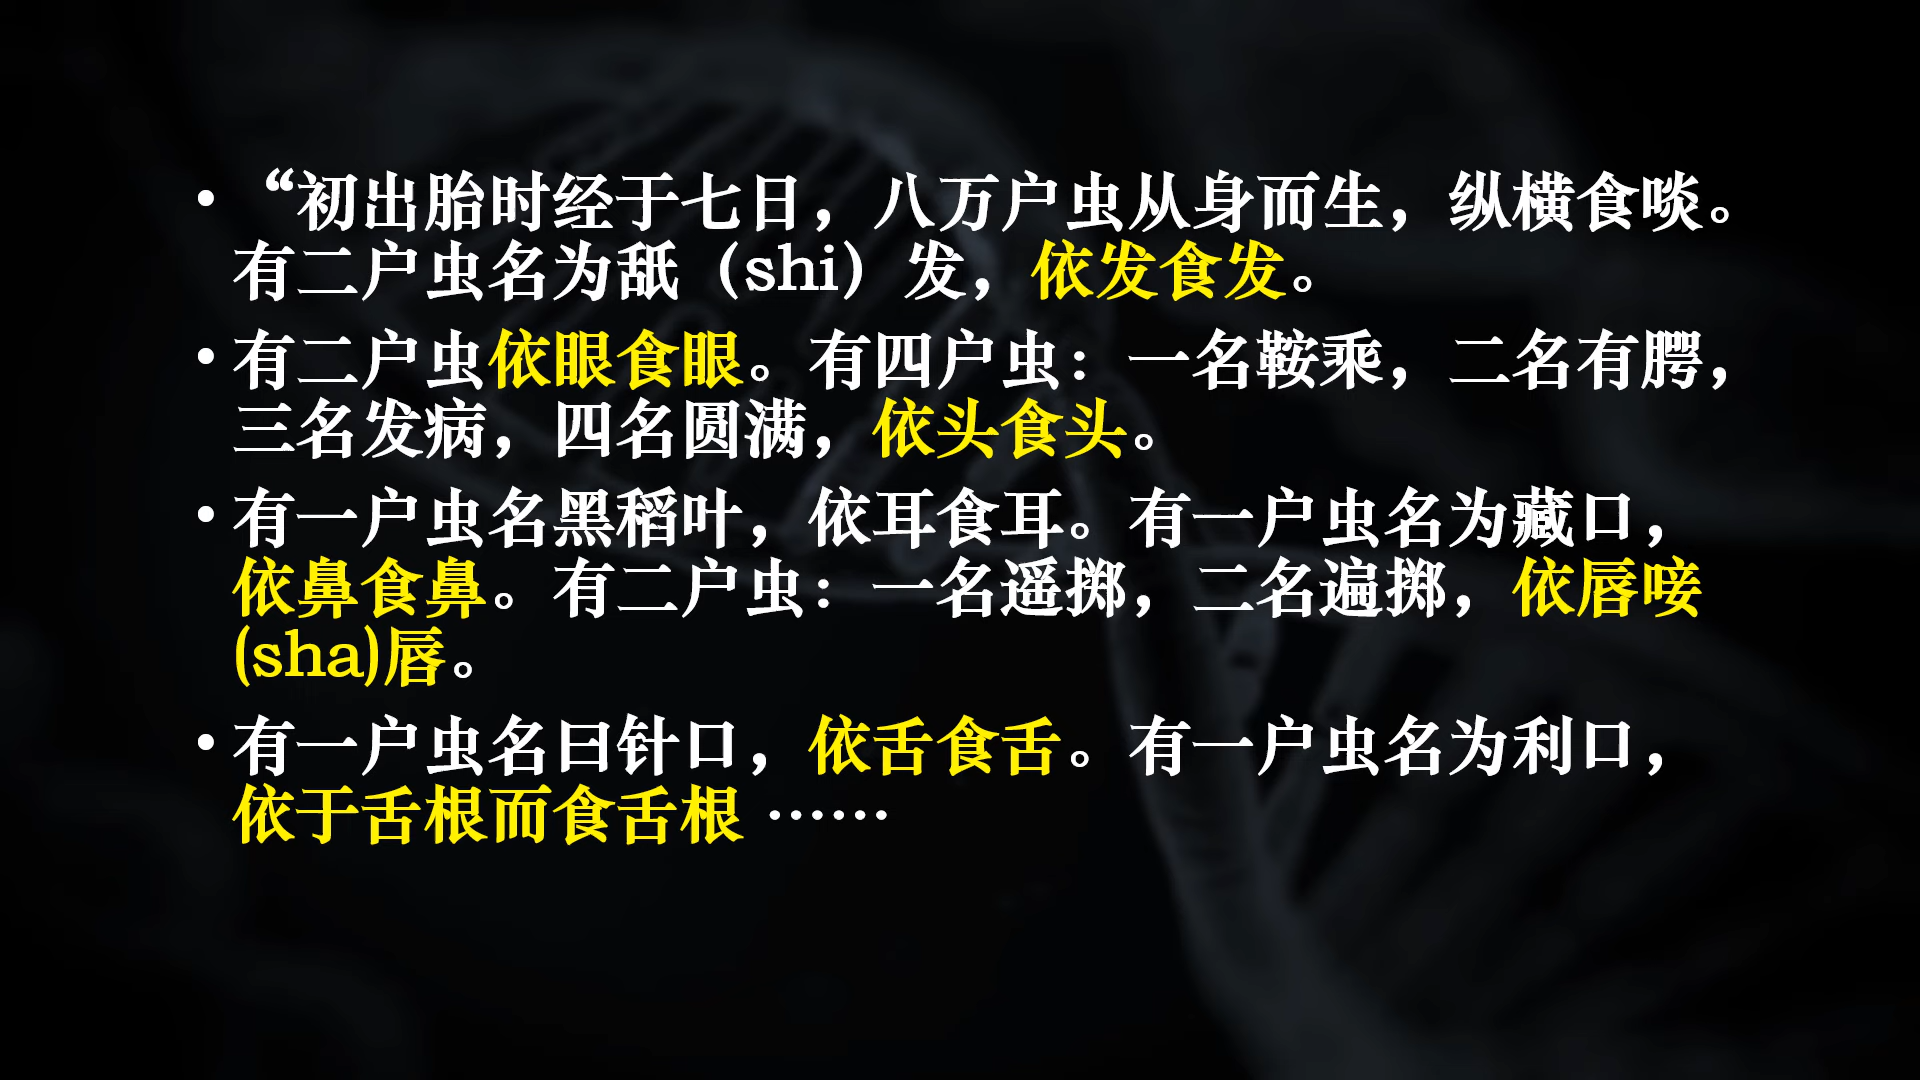 • “初出胎时经于七日，八万户虫从身而生，纵横食啖。
有二户虫名为舐（shi）发，依发食发。
• 有二户虫依眼食眼。有四户虫：一名鞍乘，二名有腭，
三名发病，四名圆满，依头食头。
• 有一户虫名黑稻叶，依耳食耳。有一户虫名为藏口，
依鼻食鼻。有二户虫：一名遥掷，二名遍掷，依唇唼
(sha)唇。
• 有一户虫名曰针口，依舌食舌。有一户虫名为利口，
依于舌根而食舌根 ……